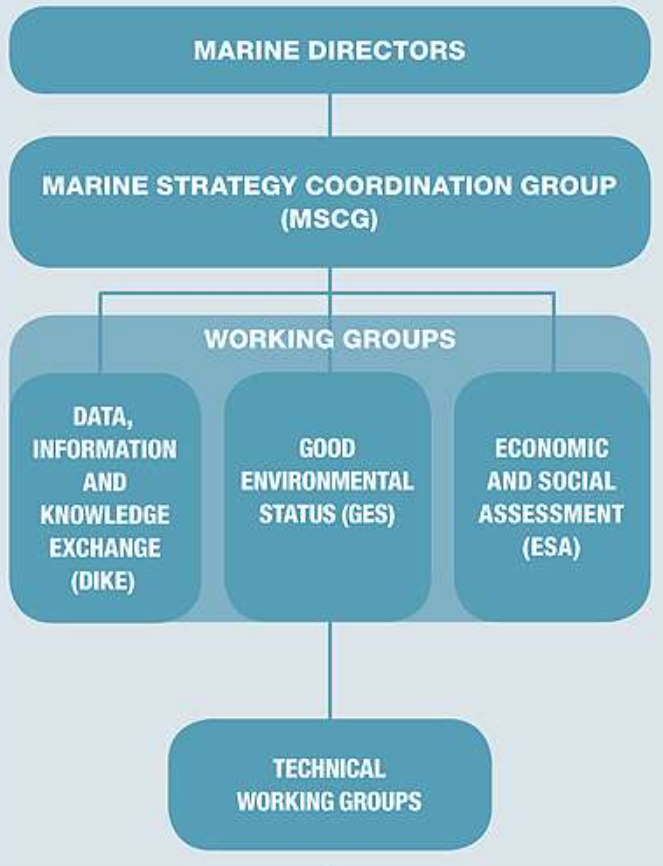 MARINE DIRECTORS
MARINE STRATEGY COORDINATION GROUP
(MSCG)
WORKING GROUPS
DATA,
INFORMATION
AND
KNOWLEDGE
EXCHANGE
(DIKE)
GOOD
ENVIRONMENTAL
STATUS (GES)
ECONOMIC
AND SOCIAL
ASSESSMENT
(ESA)
TECHNICAL
WORKING GROUPS